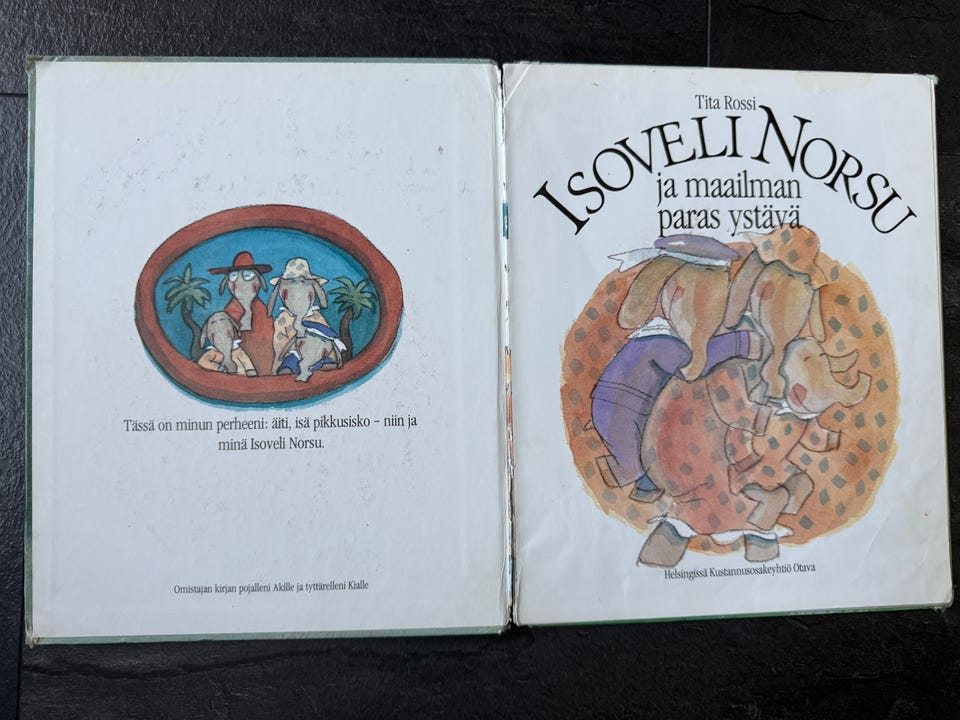 Tässä on minun perheeni: äiti, isä pikkusisko – niin ja
minä Isoveli Norsu.
Omistajan kirjan pojalleni Akille ja tyttärelleni Kialle
Tita Rossi
ISOVELI NORSU
ja maailman
paras ystävä
Helsingissä Kustannusosakeyhtiö Otava